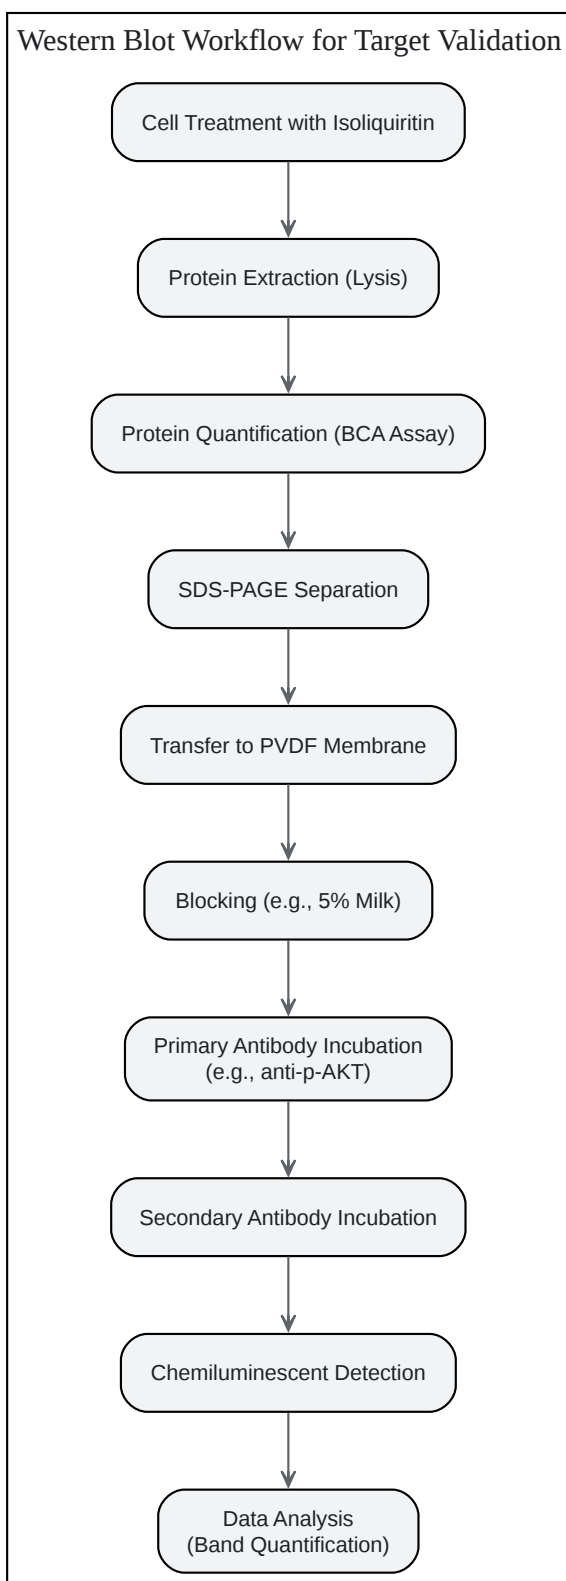 Western Blot Workflow for Target Validation
Cell Treatment with Isoliquiritin
Protein Extraction (Lysis)
Protein Quantification (BCA Assay)
SDS-PAGE Separation
Transfer to PVDF Membrane
Blocking (e.g., 5% Milk)
Primary Antibody Incubation
(e.g., anti-p-AKT)
Secondary Antibody Incubation
Chemiluminescent Detection
Data Analysis
(Band Quantification)